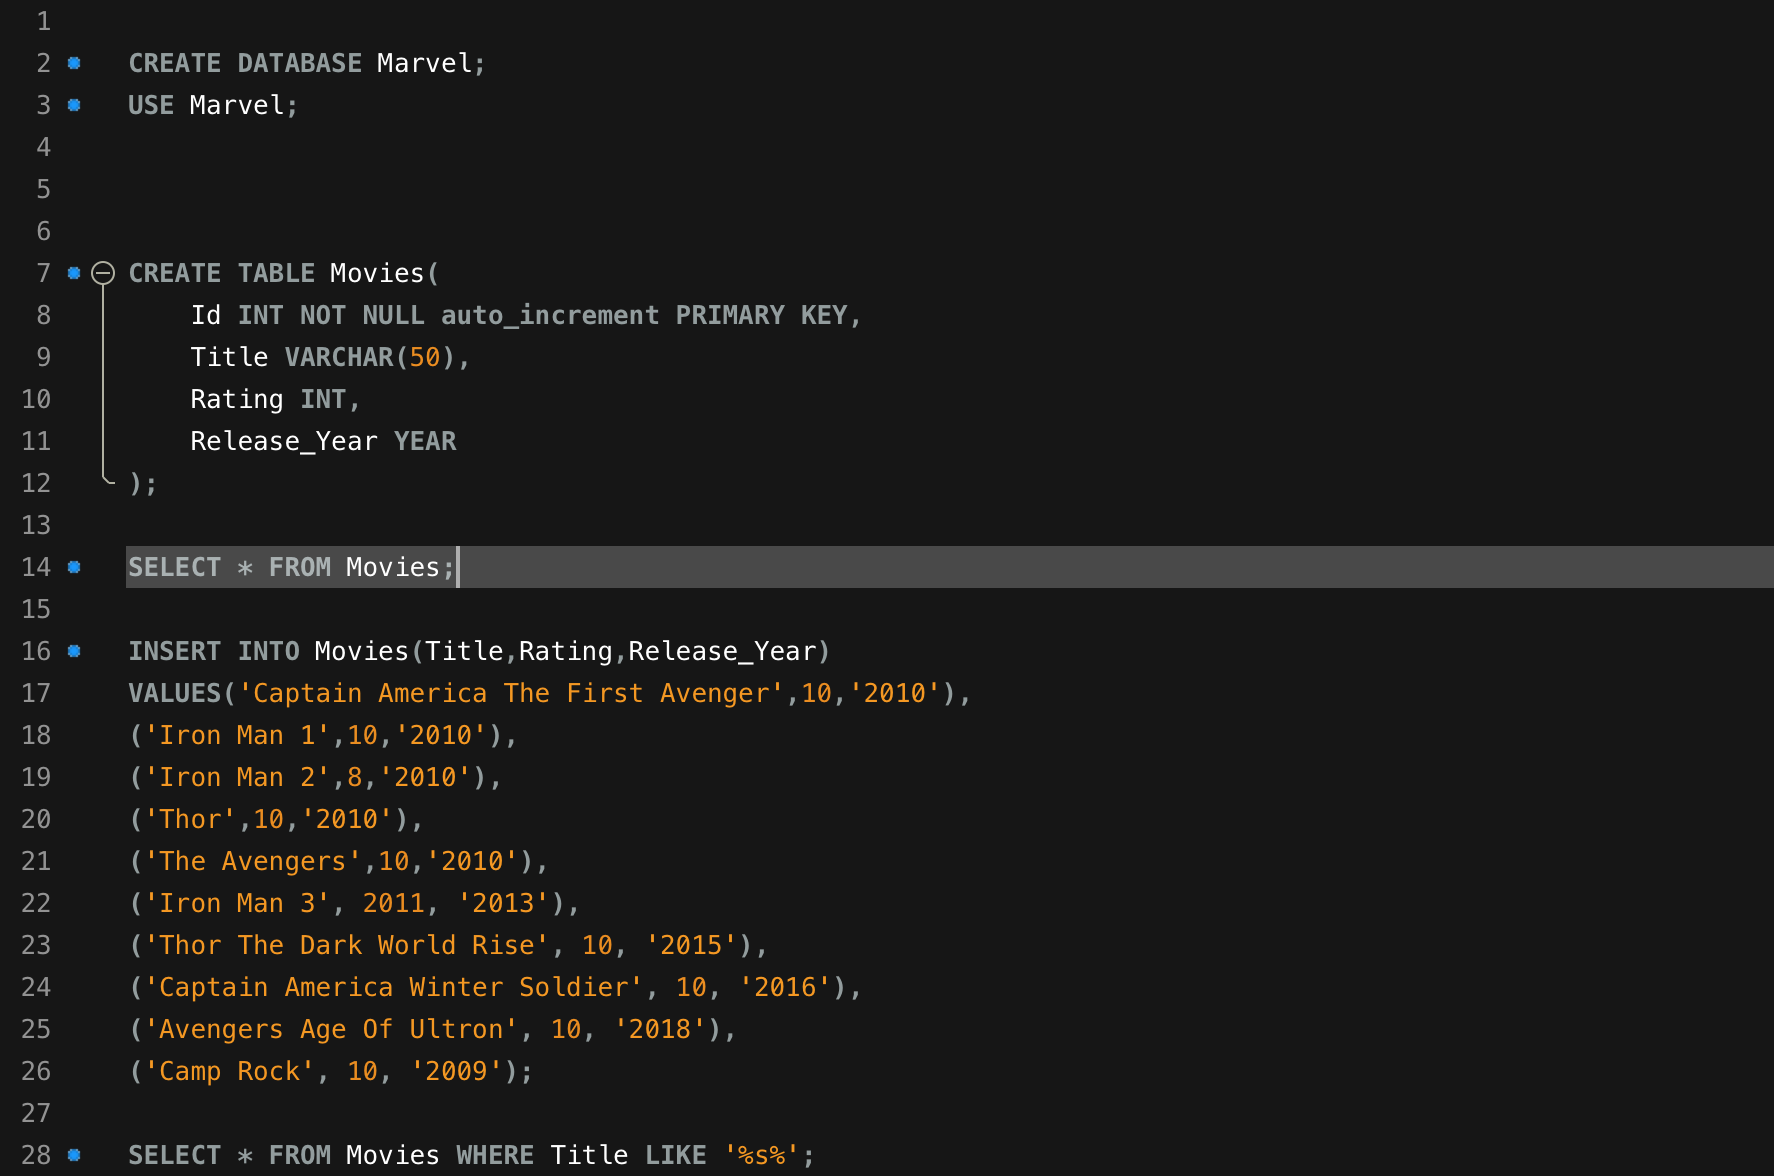 1
2 CREATE DATABASE Marvel;
3 USE Marvel;
4
5
6
7 CREATE TABLE Movies(
8 Id INT NOT NULL auto_increment PRIMARY KEY,
9 Title VARCHAR(50),
10 Rating INT,
11 Release_Year YEAR
12 );
13
14 SELECT * FROM Movies;
15
16 INSERT INTO Movies(Title,Rating,Release_Year)
17 VALUES('Captain America The First Avenger',10,'2010'),
18 ('Iron Man 1',10,'2010'),
19 ('Iron Man 2',8,'2010'),
20 ('Thor',10,'2010'),
21 ('The Avengers',10,'2010'),
22 ('Iron Man 3', 2011, '2013'),
23 ('Thor The Dark World Rise', 10, '2015'),
24 ('Captain America Winter Soldier', 10, '2016'),
25 ('Avengers Age Of Ultron', 10, '2018'),
26 ('Camp Rock', 10, '2009');
27
28 SELECT * FROM Movies WHERE Title LIKE '%s%';